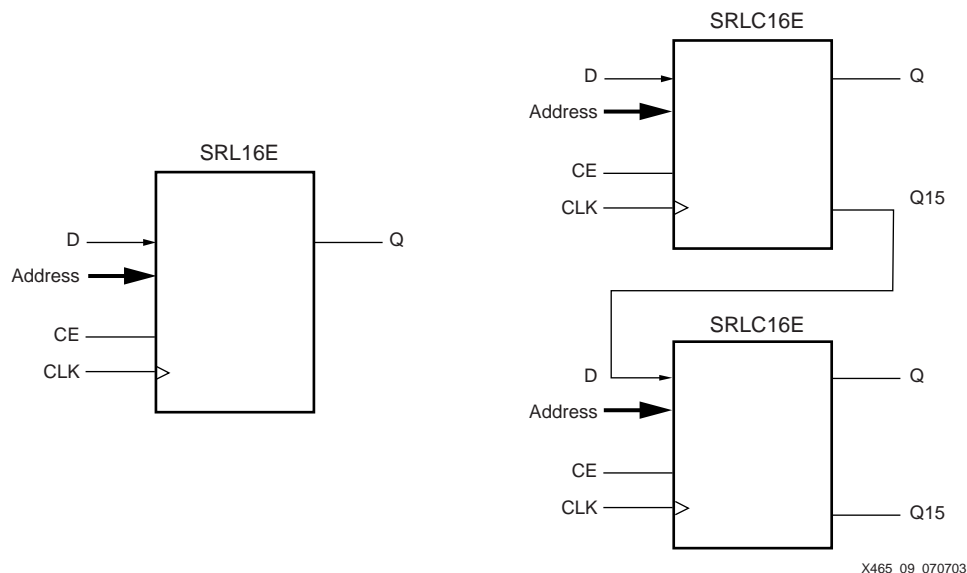 SRL16E
D
Q
Address
CE
CLK
SRLC16E
D
Q
Address
CE
Q15
CLK
SRLC16E
D
Q
Address
CE
CLK
Q15
X465_09_070703